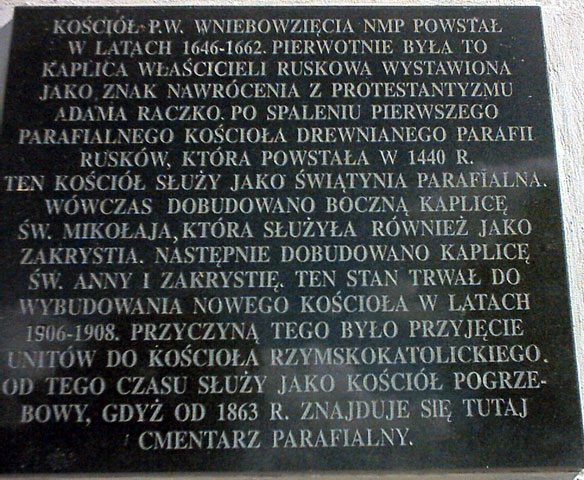 KOŚCIÓŁ P.W. WNIEBOWZIĘCIA NMP POWSTAŁ
W LATACH 1646-1662. PIERWOTNIE BYŁA TO
KAPLICA WŁAŚCICIELI RUSKOWA WYSTAWIONA
JAKO ZNAK NAWRÓCENIA Z PROTESTANTYZMU
ADAMA RACZKO. PO SPALENIU PIERWSZEGO
PARAFIALNEGO KOŚCIOŁA DREWNIANEGO PARAFII
RUSKÓW, KTÓRA POWSTAŁA W 1440 R.
TEN KOŚCIÓŁ SŁUŻY JAKO ŚWIĄTYNIA PARAFIALNA.
WÓWCZAS DOBUDOWANO BOCZNĄ KAPLICĘ
ŚW. MIKOŁAJA, KTÓRA SŁUŻYŁA RÓWNIEŻ JAKO
ZAKRYSTIA. NASTĘPNIE DOBUDOWANO KAPLICĘ
ŚW. ANNY I ZAKRYSTIĘ. TEN STAN TRWAŁ DO
WYBUDOWANIA NOWEGO KOŚCIOŁA W LATACH
1906-1908. PRZYCZYNĄ TEGO BYŁO PRZYJĘCIE
UNITÓW DO KOŚCIOŁA RZYMSKOKATOLICKIEGO.
OD TEGO CZASU SŁUŻY JAKO KOŚCIÓŁ POGRZE-
BOWY, GDYŻ OD 1863 R. ZNAJDUJE SIĘ TUTAJ
CMENTARZ PARAFIALNY.